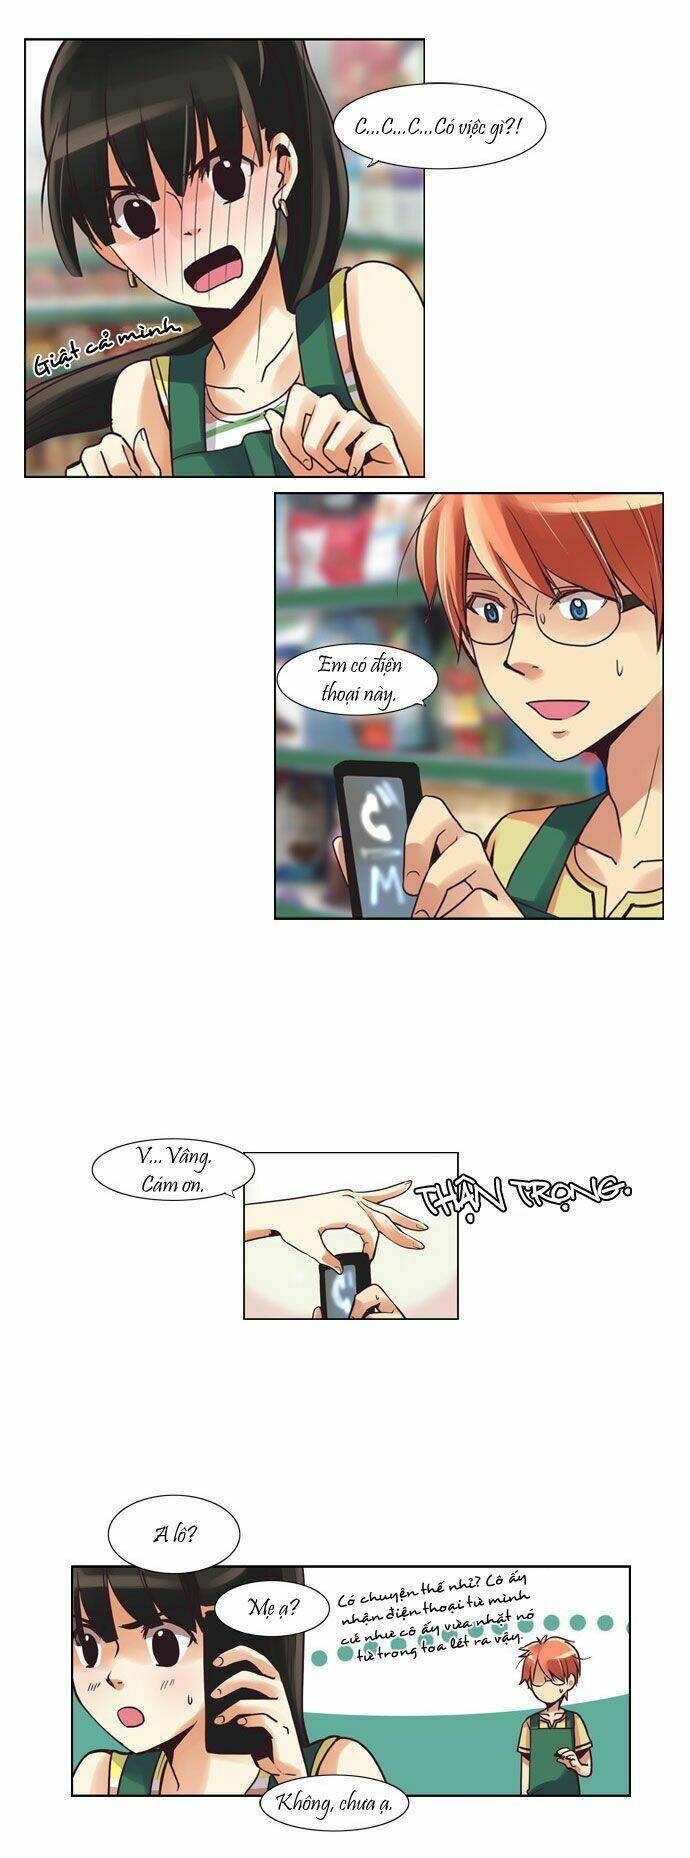 C...C...C...Có việc gì?!
Giật cả mình.
Em có điện
thoại này.
V... Vâng.
Cám ơn.
THẬN TRỌNG.
A lô?
Mẹ ạ?
Có chuyện thế nhỉ? Cô ấy
nhận điện thoại từ mình
cứ như cô ấy vừa nhặt nó
từ trong toa lét ra vậy.
Không, chưa ạ.